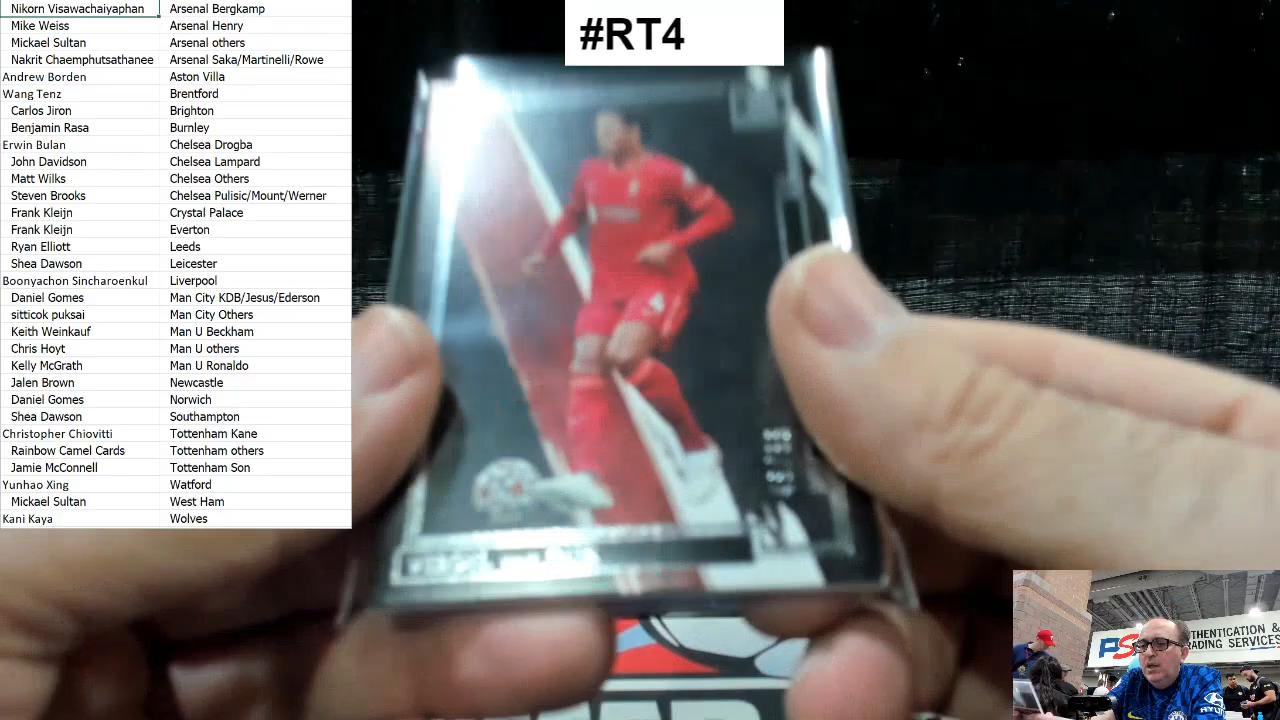 #RT4
Nikorn Visawachaiyaphan Arsenal Bergkamp
Mike Weiss Arsenal Henry
Mickael Sultan Arsenal others
Nakrit Chaemphutsathanee Arsenal Saka/Martinelli/Rowe
Andrew Borden Aston Villa
Wang Tenz Brentford
Carlos Jiron Brighton
Benjamin Rasa Burnley
Erwin Bulan Chelsea Drogba
John Davidson Chelsea Lampard
Matt Wilks Chelsea Others
Steven Brooks Chelsea Pulisic/Mount/Werner
Frank Kleijn Crystal Palace
Frank Kleijn Everton
Ryan Elliott Leeds
Shea Dawson Leicester
Boonyachon Sincharoenkul Liverpool
Daniel Gomes Man City KDB/Jesus/Ederson
sitticok puksai Man City Others
Keith Weinkauf Man U Beckham
Chris Hoyt Man U others
Kelly McGrath Man U Ronaldo
Jalen Brown Newcastle
Daniel Gomes Norwich
Shea Dawson Southampton
Christopher Chiovitti Tottenham Kane
Rainbow Camel Cards Tottenham others
Jamie McConnell Tottenham Son
Yunhao Xing Watford
Mickael Sultan West Ham
Kani Kaya Wolves
4
PS
THENTICATION &
RADING SERVICES